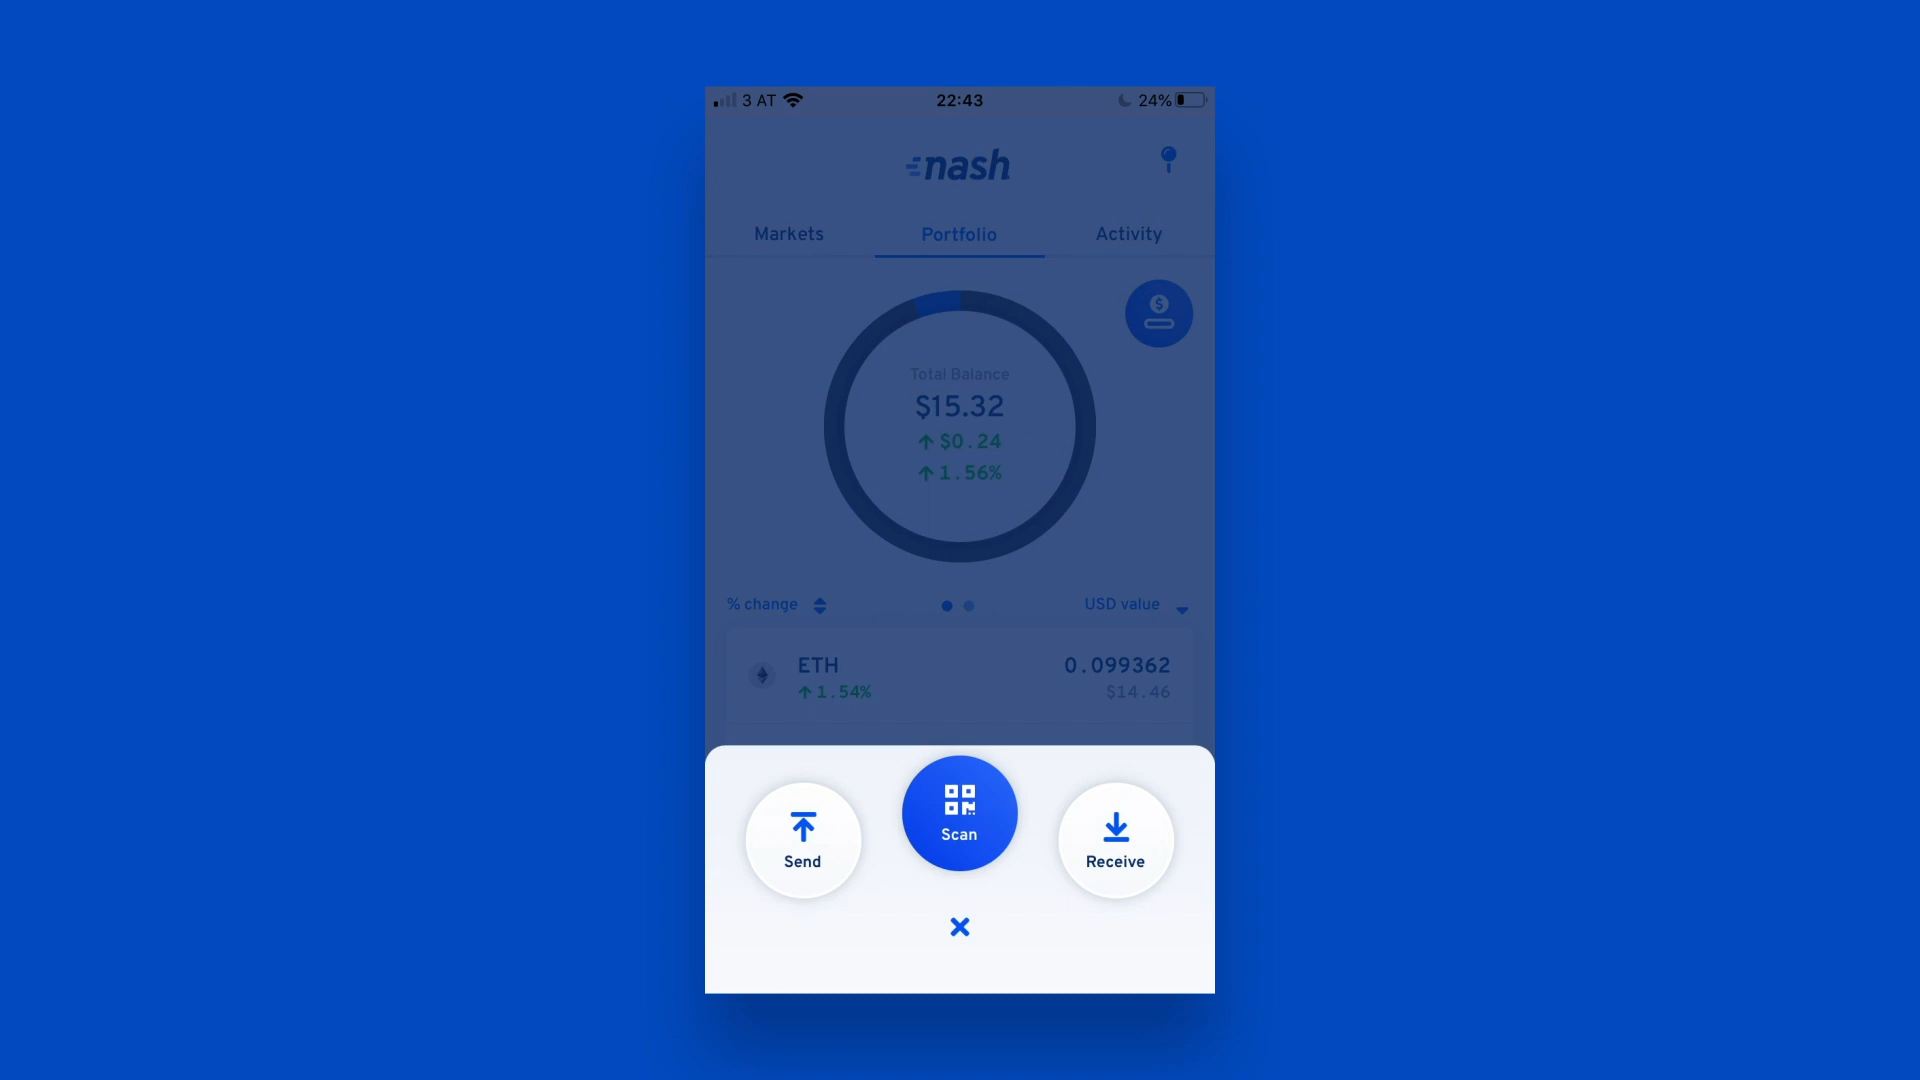 3 AT 22:43 24%
nash
Markets Portfolio Activity
Total Balance
$15.32
$0.24
1.56%
% change USD value
ETH 0.099362
1.54% $14.46
Send Scan Receive